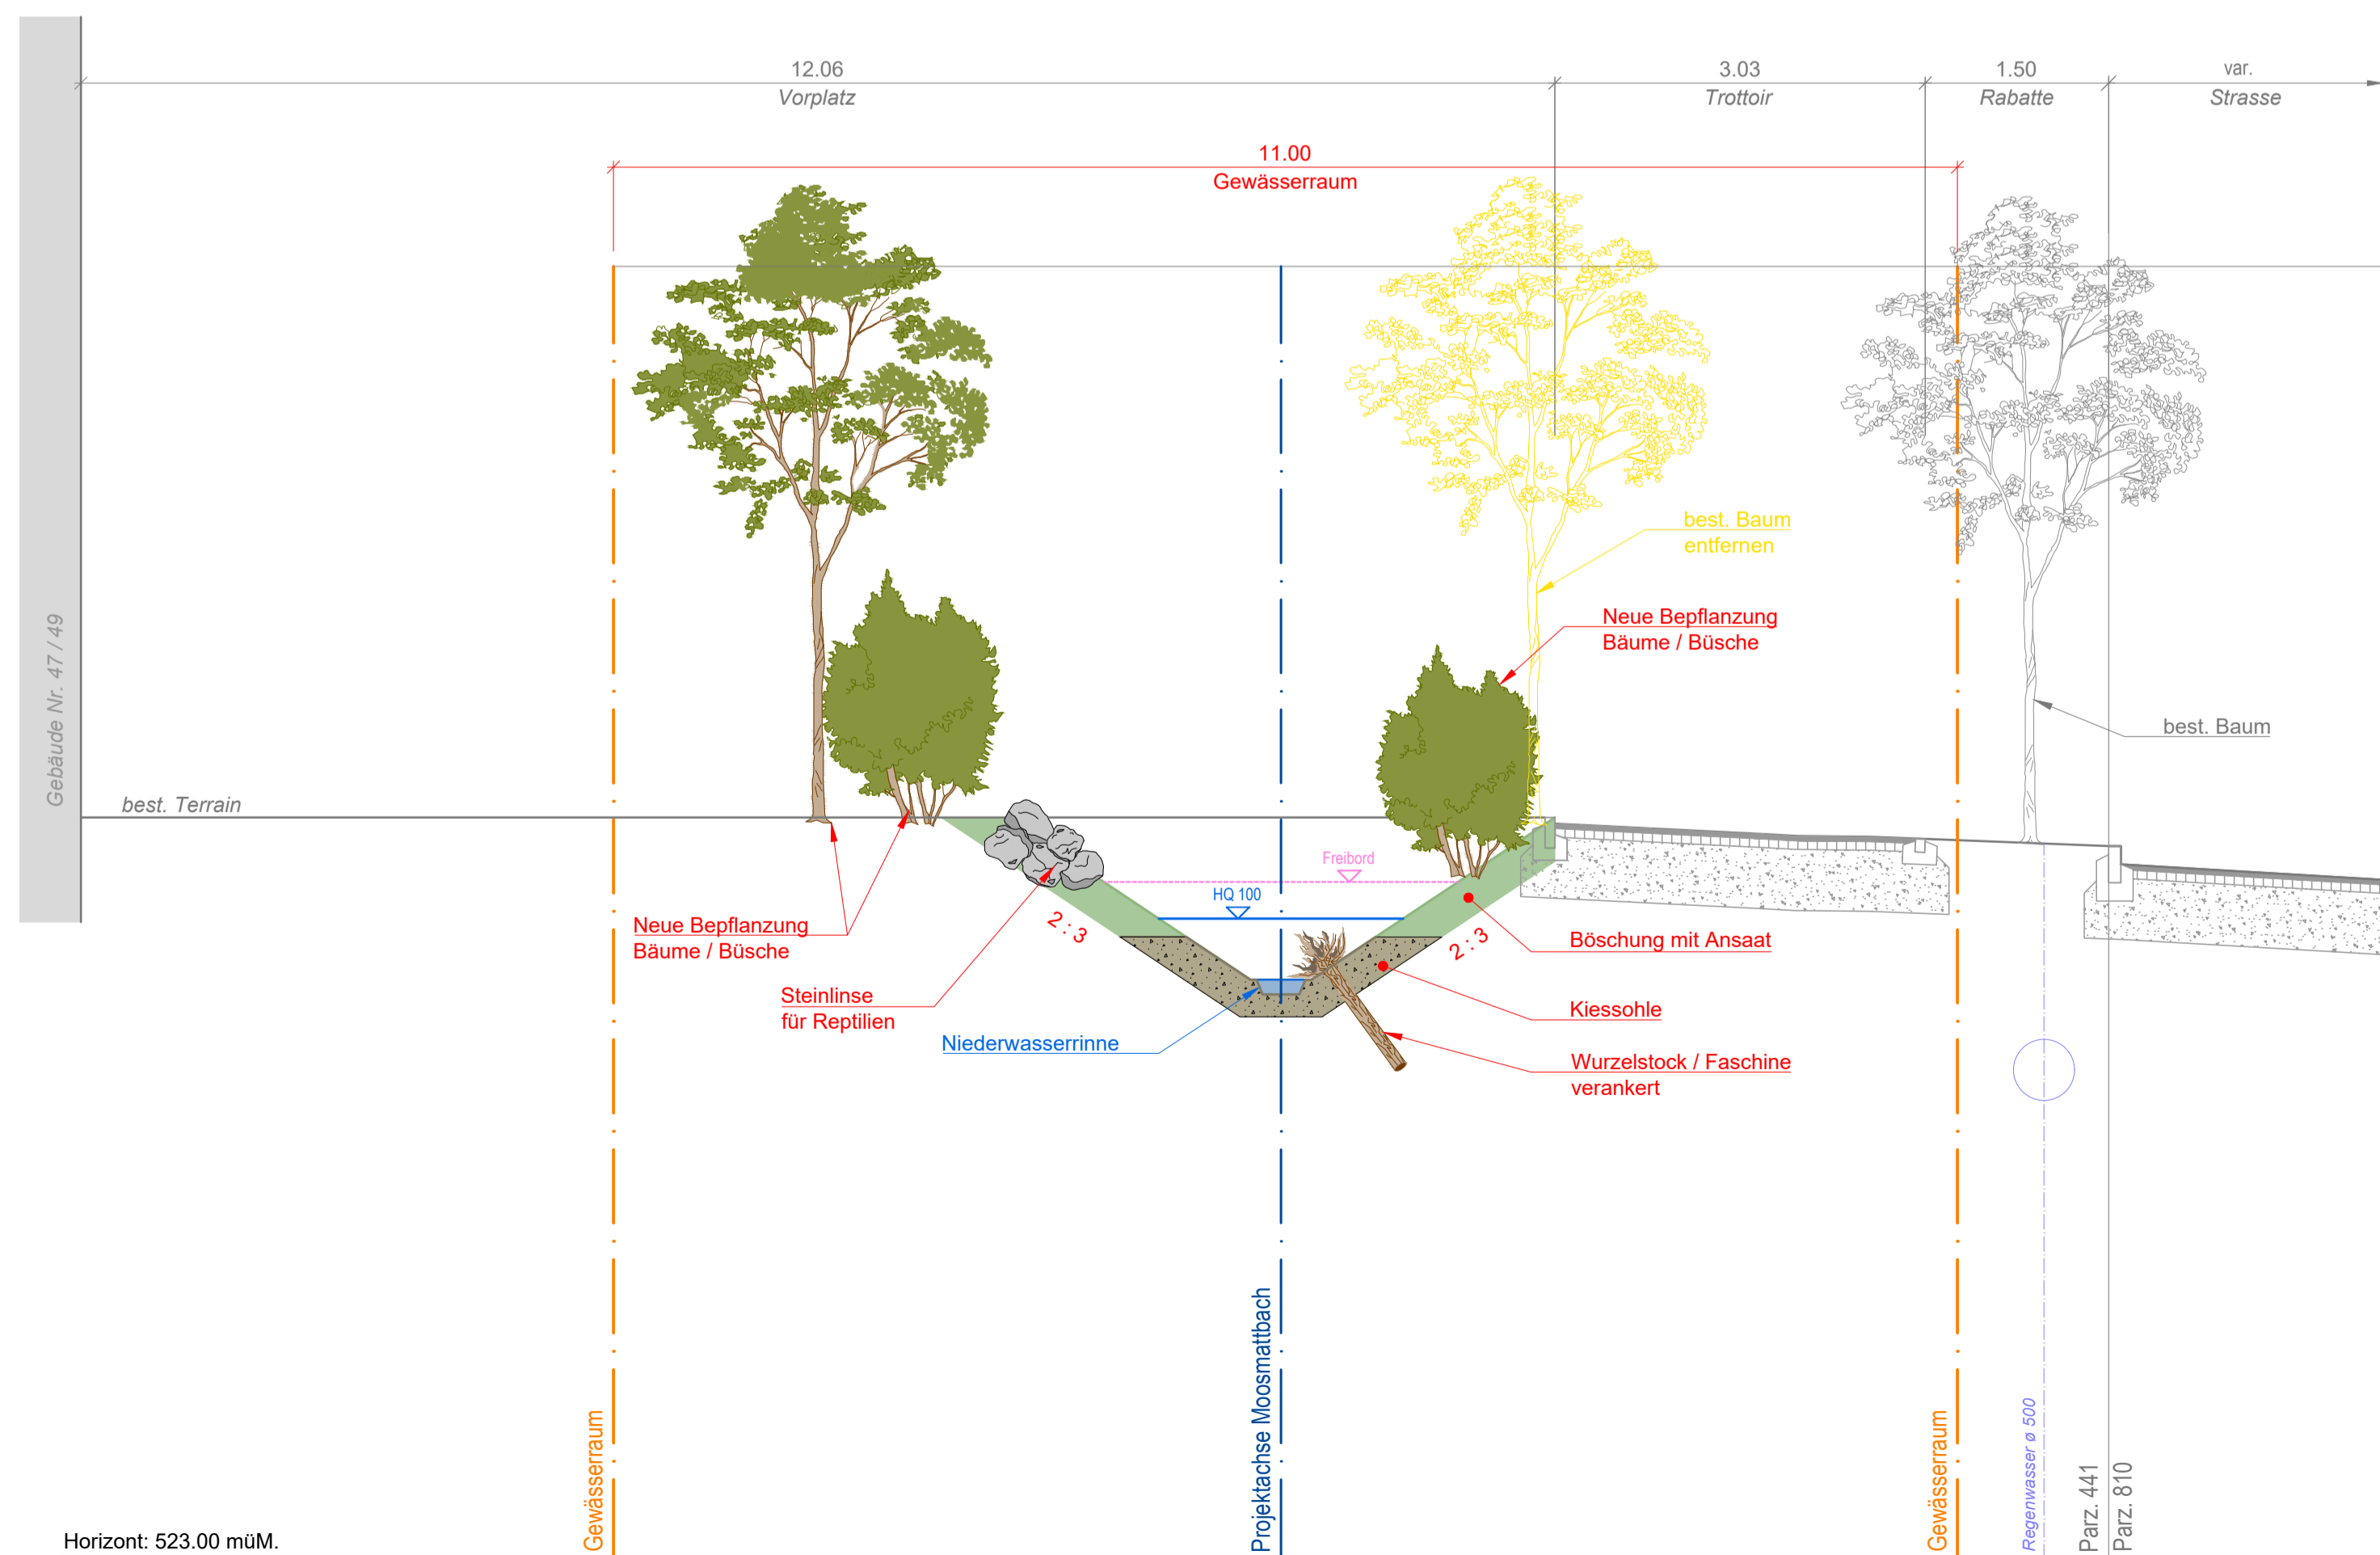 12.06
Vorplatz
3.03
Trottoir
1.50
Rabatte
var.
Strasse
11.00
Gewässerraum
best. Baum
entfernen
Neue Bepflanzung
Bäume / Büsche
best. Baum
Gebäude Nr. 47 / 49
best. Terrain
Freibord
HQ 100
2 : 3
2 : 3
Neue Bepflanzung
Bäume / Büsche
Böschung mit Ansaat
Steinlinse
für Reptilien
Kiessohle
Niederwasserrinne
Wurzelstock / Faschine
verankert
Gewässerraum
Projektachse Moosmattbach
Gewässerraum
Regenwasser ø 500
Parz. 441
Parz. 810
Horizont: 523.00 müM.